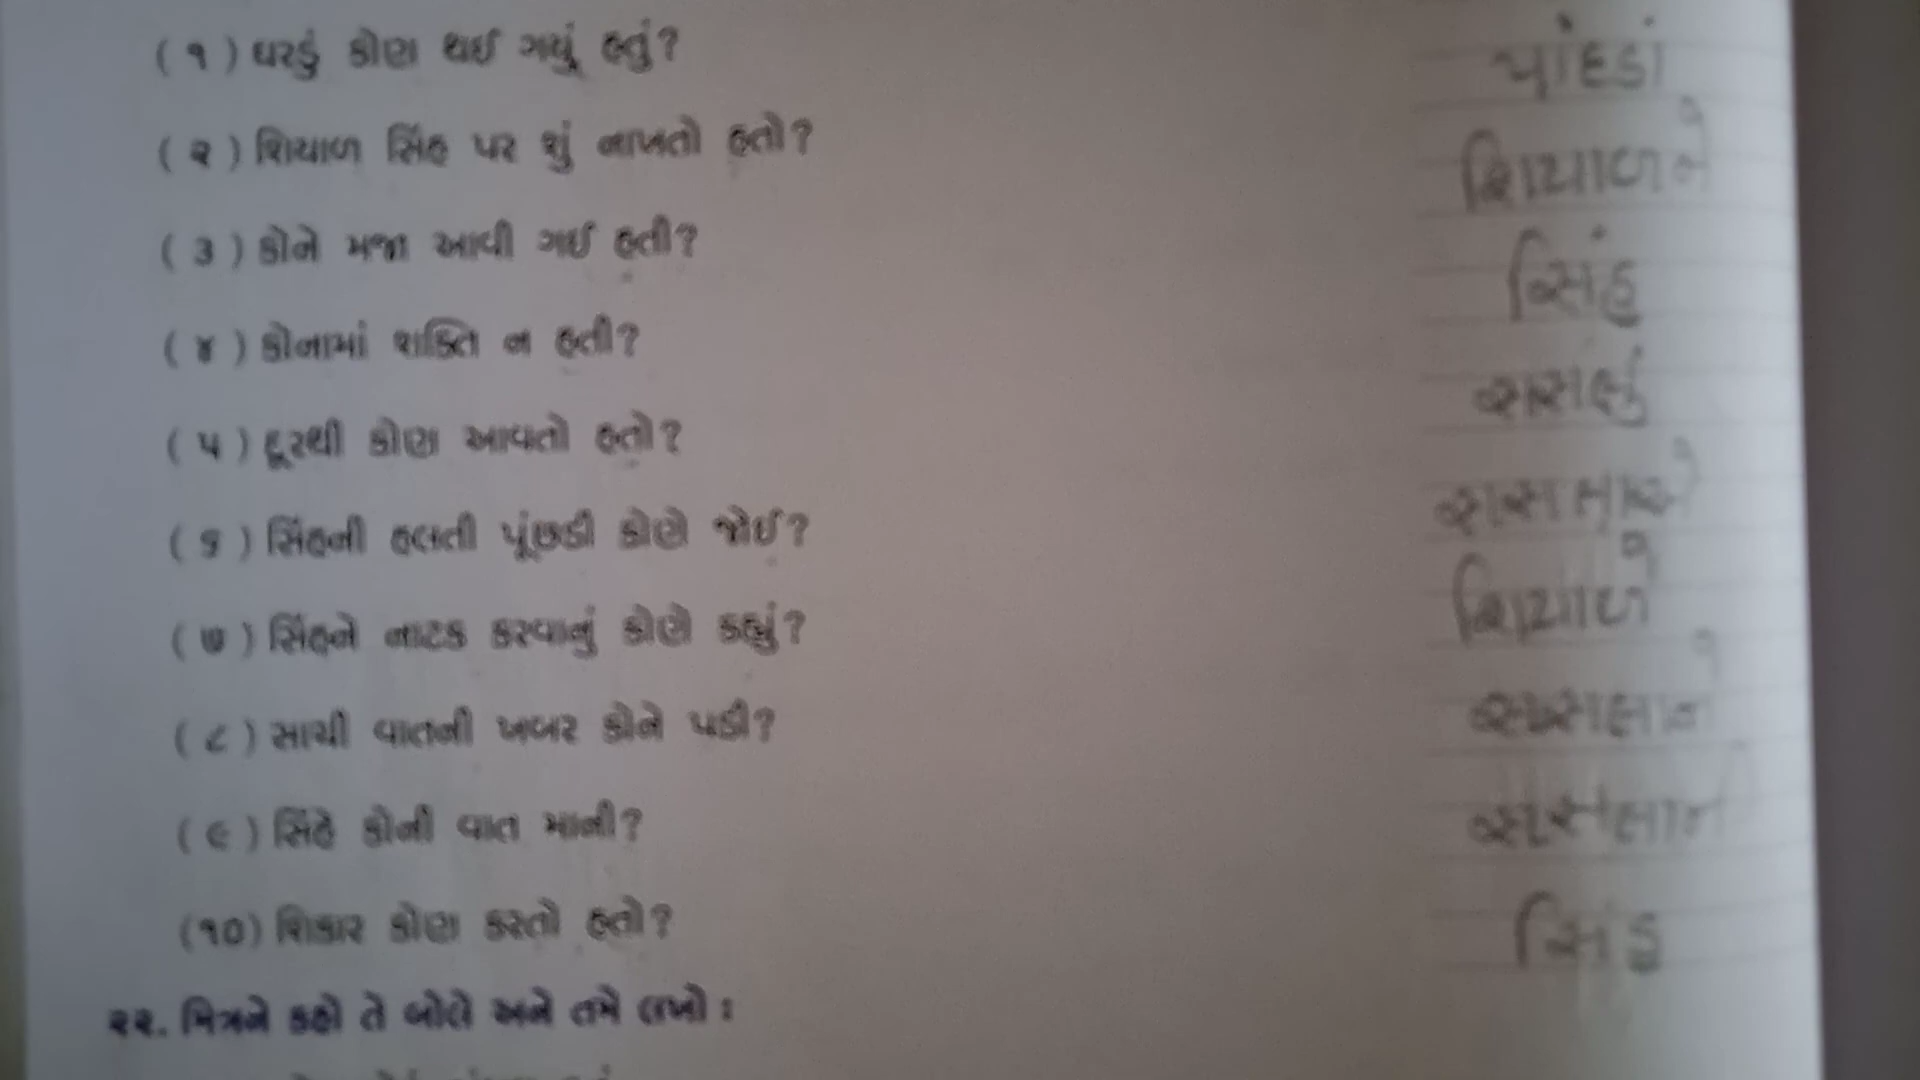 (૧) ઘરડું કોણ થઈ ગયું હતું? પાંદડાં
(૨) શિયાળ સિંહ પર શું નાખતો હતો? શિયાળને
(૩) કોને મજા આવી ગઈ હતી? સિંહ
(૪) કોનામાં શક્તિ ન હતી? સસલું
(૫) દૂરથી કોણ આવતો હતો?
(૬) સિંહની હલતી પૂંછડી કોણે જોઈ? શિયાળે
(૭) સિંહને નાટક કરવાનું કોણે કહ્યું?
(૮) સાચી વાતની ખબર કોને પડી? સસલાને
(૯) સિંહે કોની વાત માની?
(૧૦) શિકાર કોણ કરતો હતો? સિંહ
૨૨. મિત્રને કહો તે બોલે અને તમે લખો :